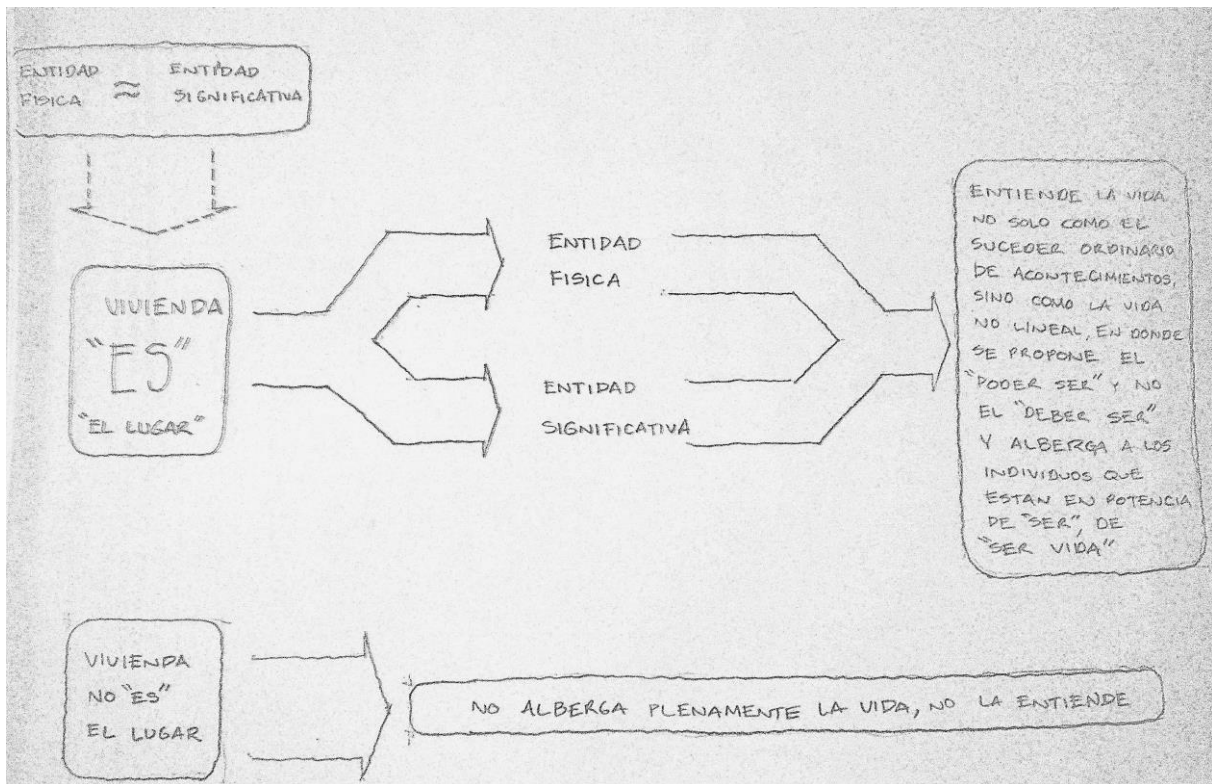 ENTIDAD FISICA ≈ ENTIDAD SIGNIFICATIVA
VIVIENDA
"ES"
"EL LUGAR"
ENTIDAD
FISICA
ENTIDAD
SIGNIFICATIVA
ENTIENDE LA VIDA
NO SOLO COMO EL
SUCEDER ORDINARIO
DE ACONTECIMIENTOS,
SINO COMO LA VIDA
NO LINEAL, EN DONDE
SE PROPONE EL
"PODER SER" Y NO
EL "DEBER SER"
Y ALBERGA A LOS
INDIVIDUOS QUE
ESTAN EN POTENCIA
DE "SER", DE
"SER VIDA"
VIVIENDA
NO "ES"
EL LUGAR
NO ALBERGA PLENAMENTE LA VIDA, NO LA ENTIENDE